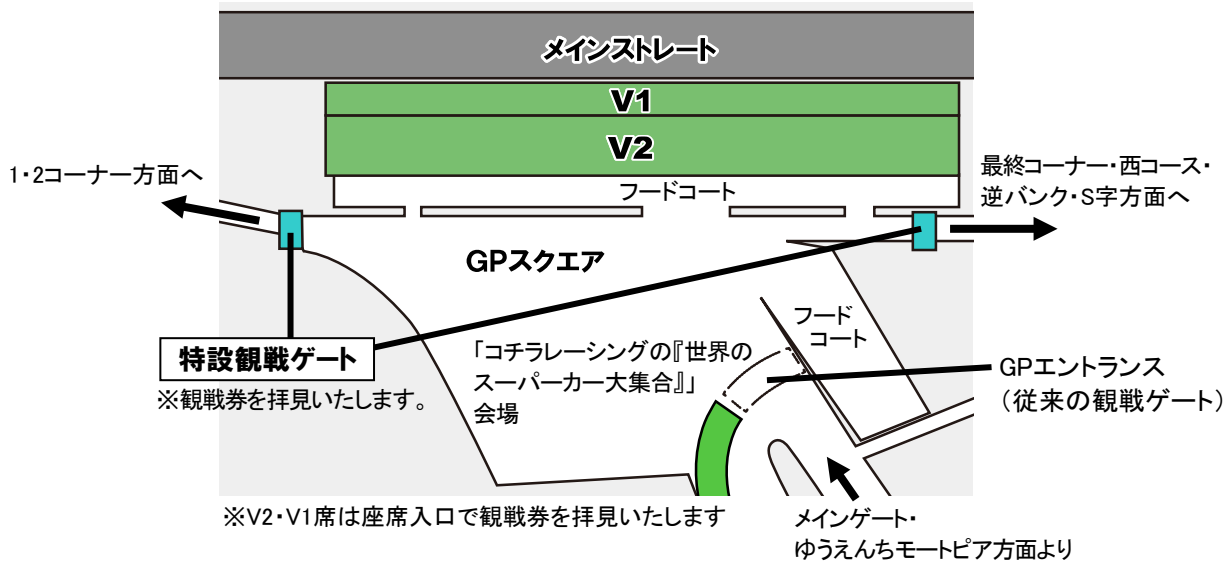 メインストレート
V1
V2
フードコート
1・2コーナー方面へ
最終コーナー・西コース・
逆バンク・S字方面へ
GPスクエア
特設観戦ゲート
※観戦券を拝見いたします。
「コチラレーシングの『世界の
スーパーカー大集合』」
会場
フード
コート
GPエントランス
（従来の観戦ゲート）
※V2・V1席は座席入口で観戦券を拝見いたします
メインゲート・
ゆうえんちモートピア方面より